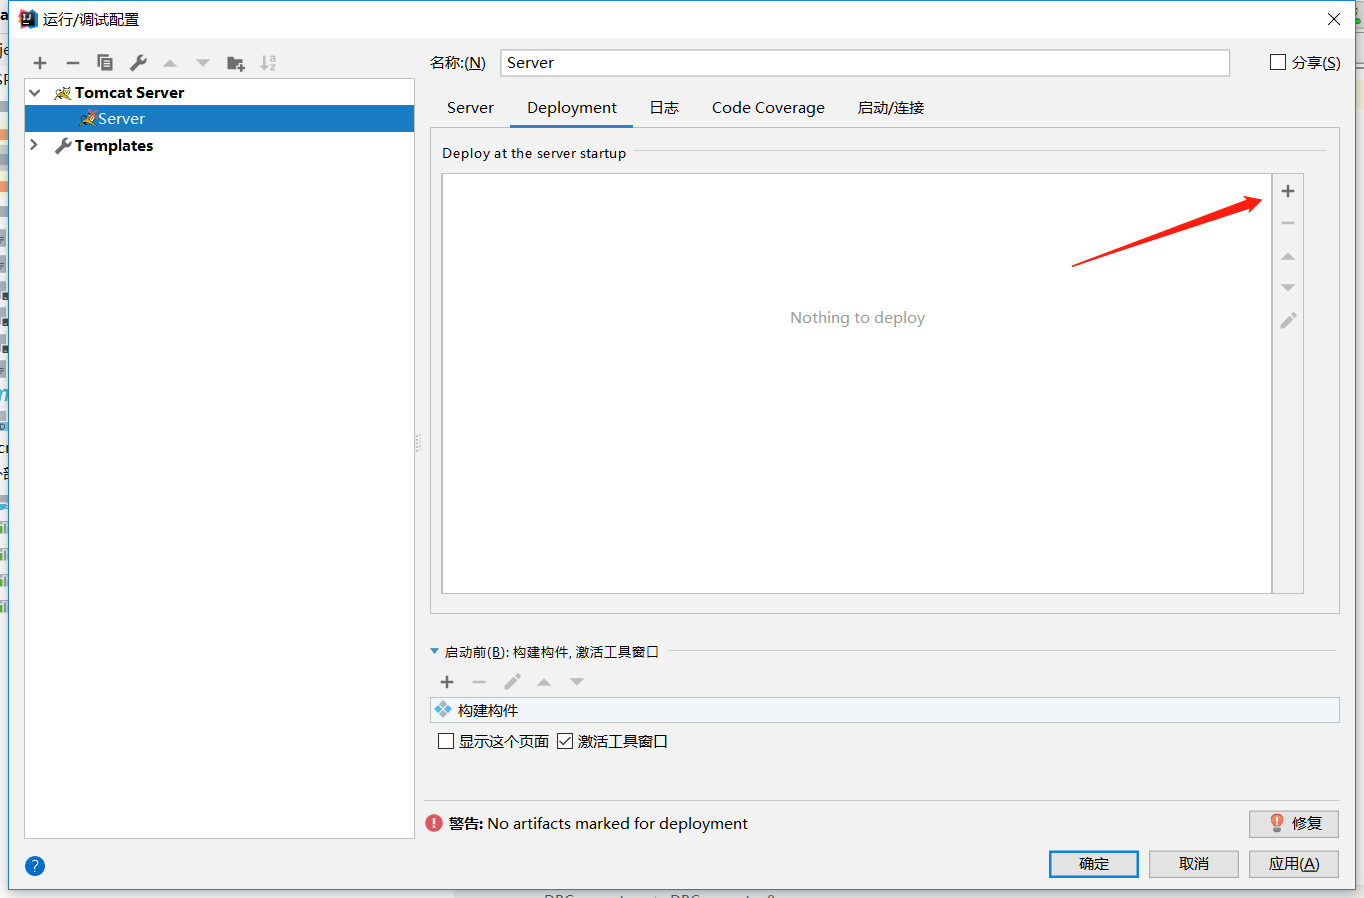 运行/调试配置
名称:(N) Server 分享(S)
Tomcat Server
Server
Templates
Server Deployment 日志 Code Coverage 启动/连接
Deploy at the server startup
Nothing to deploy
启动前(B): 构建构件, 激活工具窗口
构建构件
显示这个页面 激活工具窗口
警告: No artifacts marked for deployment
修复
? 确定 取消 应用(A)